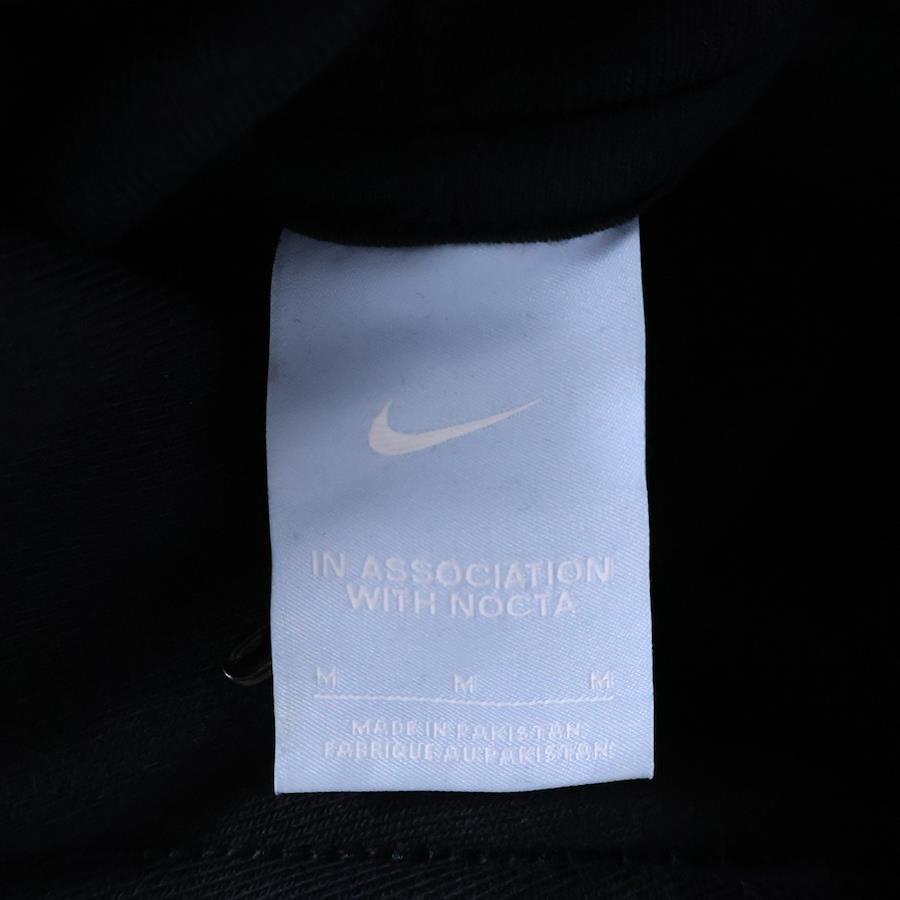 IN ASSOCIATION
WITH NOCTA
M M M
MADE IN PAKISTAN
FABRIQUE AU PAKISTAN